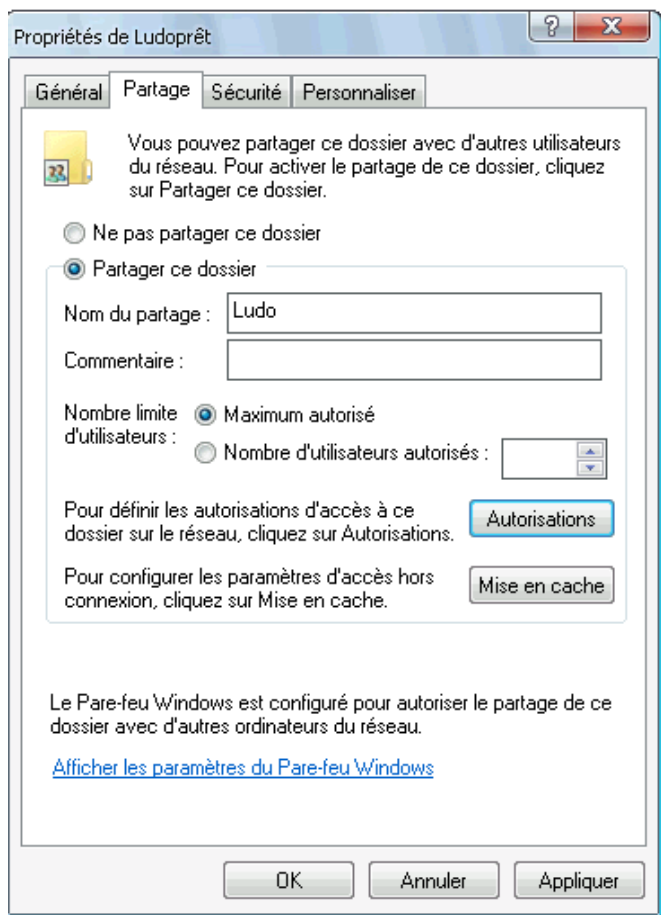 Propriétés de Ludoprêt
?
X
Général Partage Sécurité Personnaliser
Vous pouvez partager ce dossier avec d'autres utilisateurs
du réseau. Pour activer le partage de ce dossier, cliquez
sur Partager ce dossier.
Ne pas partager ce dossier
Partager ce dossier
Nom du partage : Ludo
Commentaire :
Nombre limite
d'utilisateurs :
Maximum autorisé
Nombre d'utilisateurs autorisés :
Pour définir les autorisations d'accès à ce
dossier sur le réseau, cliquez sur Autorisations.
Autorisations
Pour configurer les paramètres d'accès hors
connexion, cliquez sur Mise en cache.
Mise en cache
Le Pare-feu Windows est configuré pour autoriser le partage de ce
dossier avec d'autres ordinateurs du réseau.
Afficher les paramètres du Pare-feu Windows
OK Annuler Appliquer